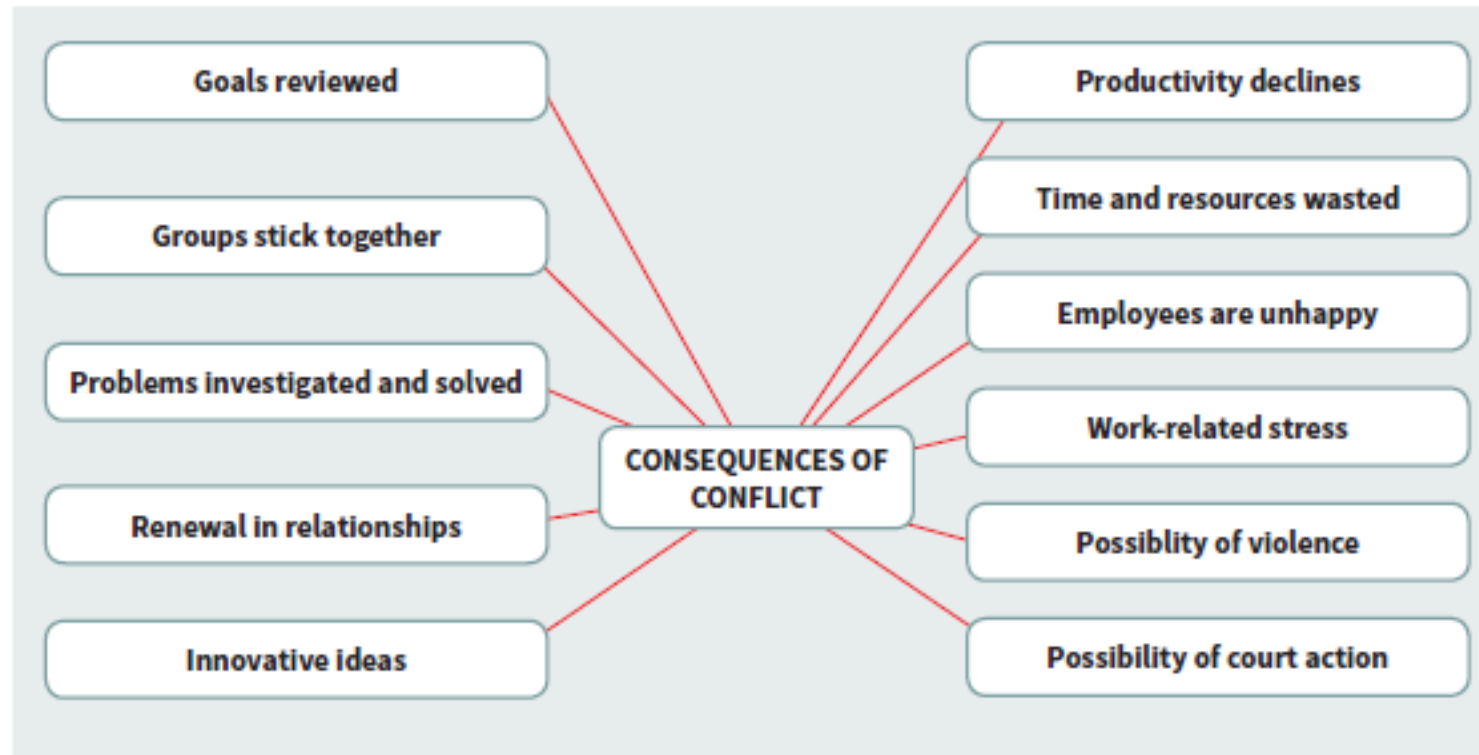 Goals reviewed
Groups stick together
Problems investigated and solved
Renewal in relationships
Innovative ideas
CONSEQUENCES OF
CONFLICT
Productivity declines
Time and resources wasted
Employees are unhappy
Work-related stress
Possiblity of violence
Possibility of court action